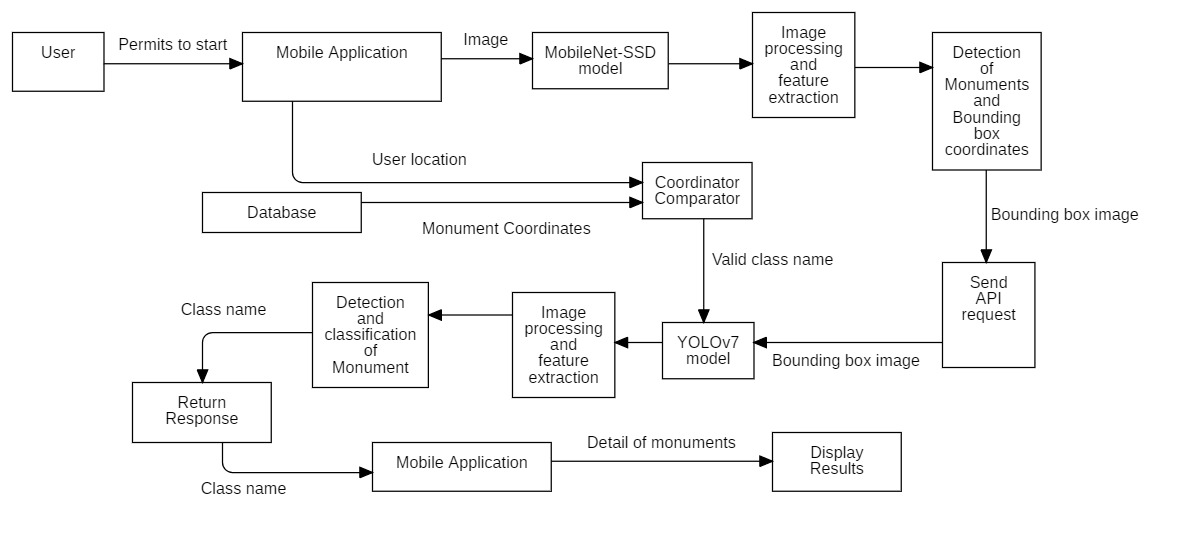 User
Permits to start
Mobile Application
Image
MobileNet-SSD
model
Image
processing
and
feature
extraction
Detection
of
Monuments
and
Bounding
box
coordinates
User location
Coordinator
Comparator
Database
Monument Coordinates
Bounding box image
Valid class name
Send
API
request
Class name
Detection
and
classification
of
Monument
Image
processing
and
feature
extraction
YOLOv7
model
Bounding box image
Return
Response
Class name
Mobile Application
Detail of monuments
Display
Results